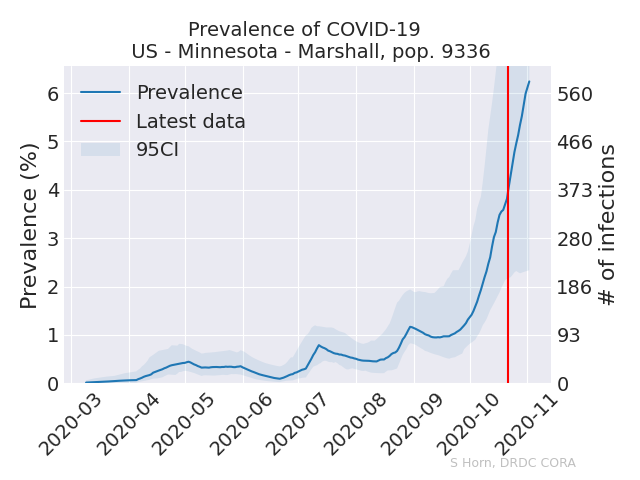 Prevalence of COVID-19
US - Minnesota - Marshall, pop. 9336
Prevalence
Latest data
95CI
Prevalence (%)
6
5
4
3
2
1
0
560
466
373
280
186
93
0
# of infections
2020-03
2020-04
2020-05
2020-06
2020-07
2020-08
2020-09
2020-10
2020-11
S Horn, DRDC CORA